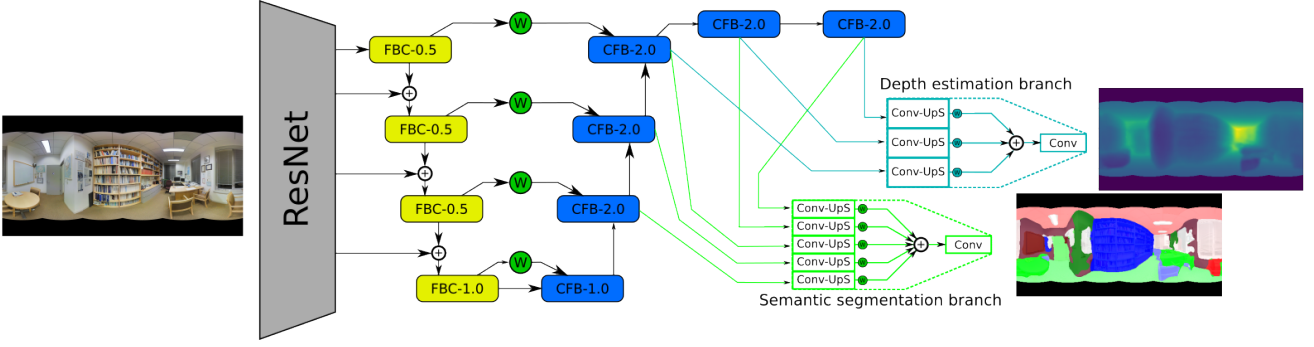 ResNet
FBC-0.5
W
CFB-2.0
CFB-2.0
CFB-2.0
+
FBC-0.5
W
CFB-2.0
+
FBC-0.5
W
CFB-2.0
+
FBC-1.0
W
CFB-1.0
Depth estimation branch
Conv-UpS
W
Conv-UpS
W
+
Conv
Conv-UpS
W
Conv-UpS
W
Conv-UpS
W
Conv-UpS
W
+
Conv
Conv-UpS
W
Conv-UpS
W
Semantic segmentation branch